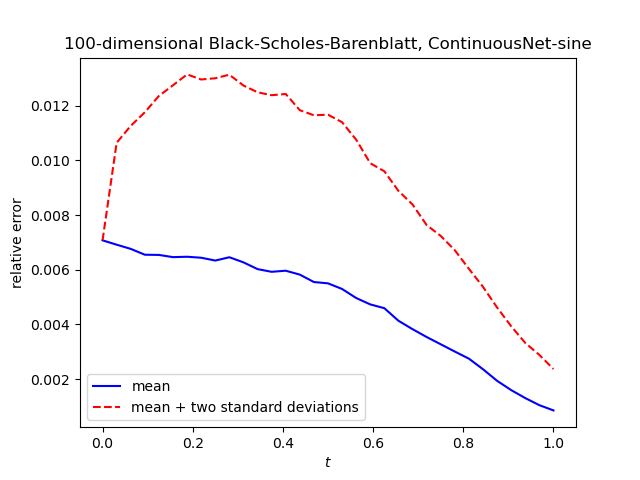 100-dimensional Black-Scholes-Barenblatt, ContinuousNet-sine
relative error
0.012
0.010
0.008
0.006
0.004
0.002
mean
mean + two standard deviations
0.0 0.2 0.4 0.6 0.8 1.0
t